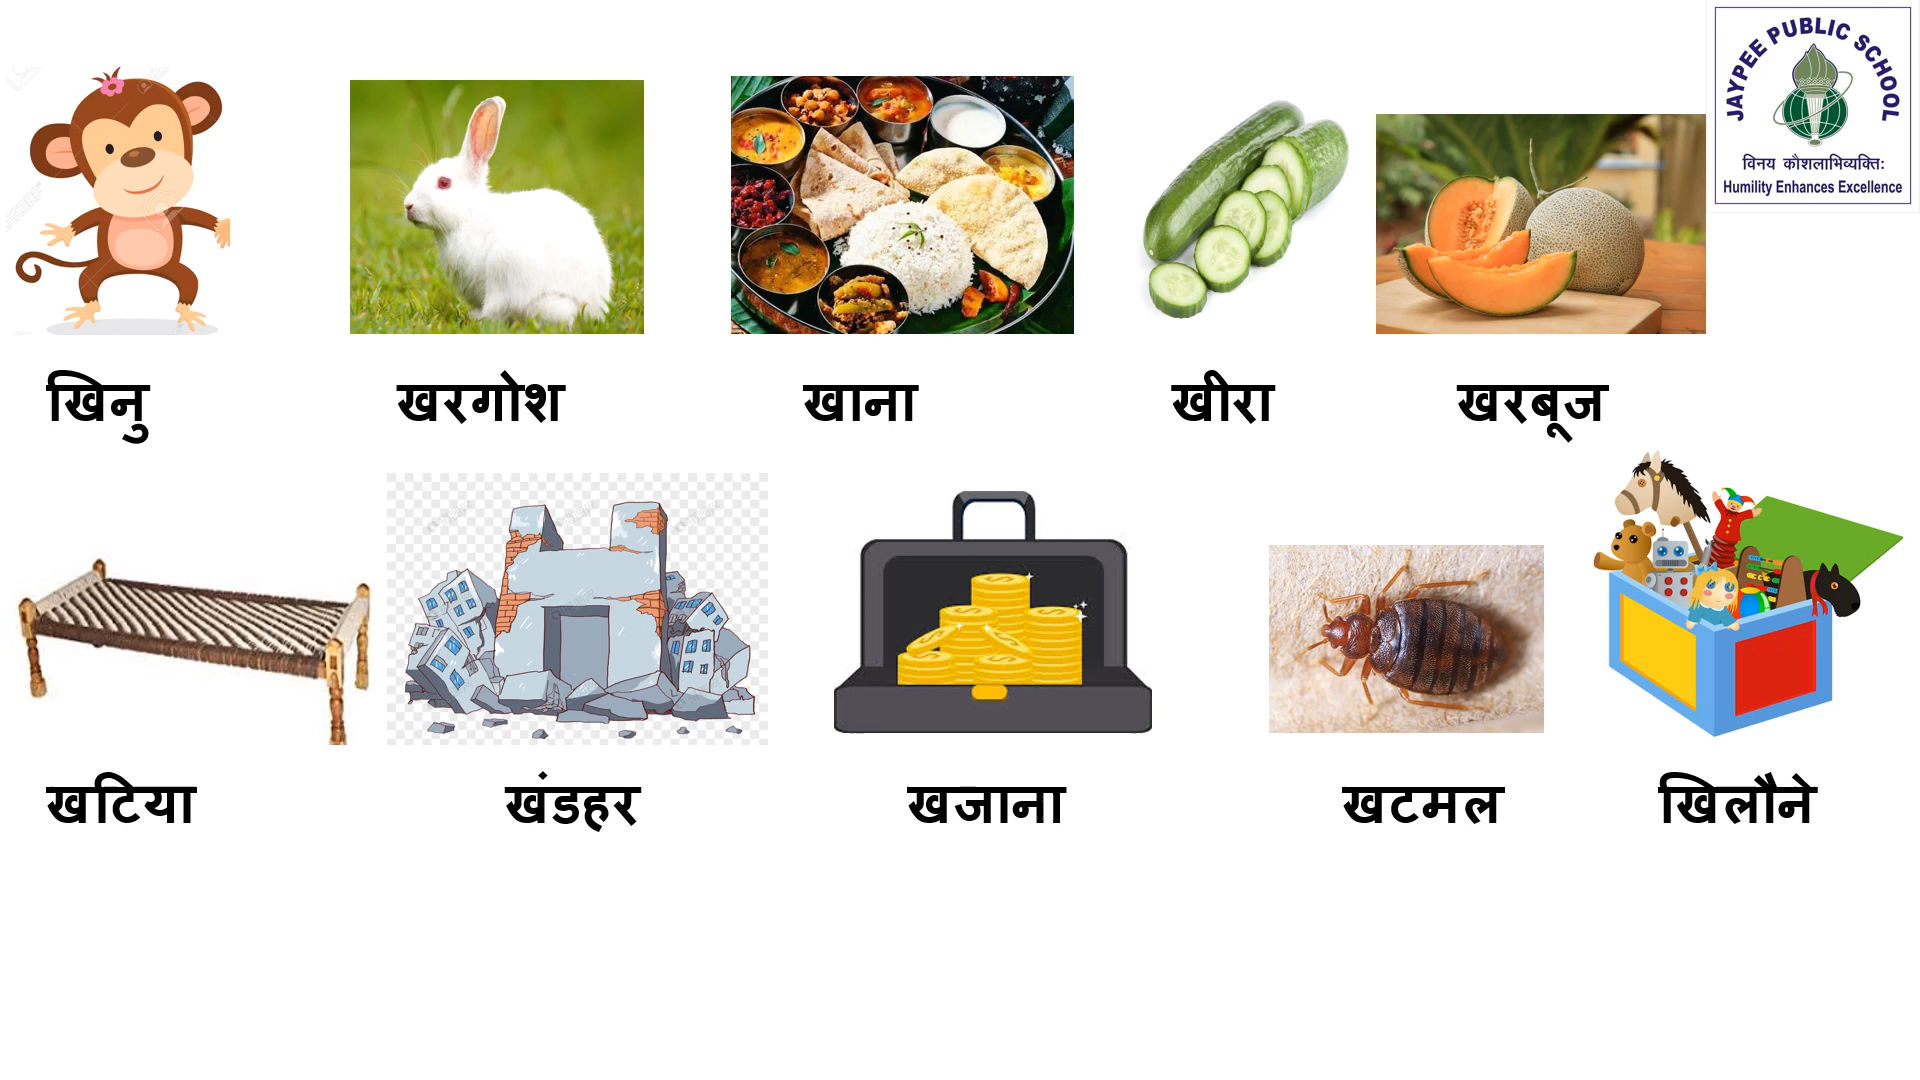 JAYPEE PUBLIC SCHOOL
विनय कौशलाभिव्यक्तिः
Humility Enhances Excellence
खिनु खरगोश खाना खीरा खरबूज
खटिया खंडहर खजाना खटमल खिलौने